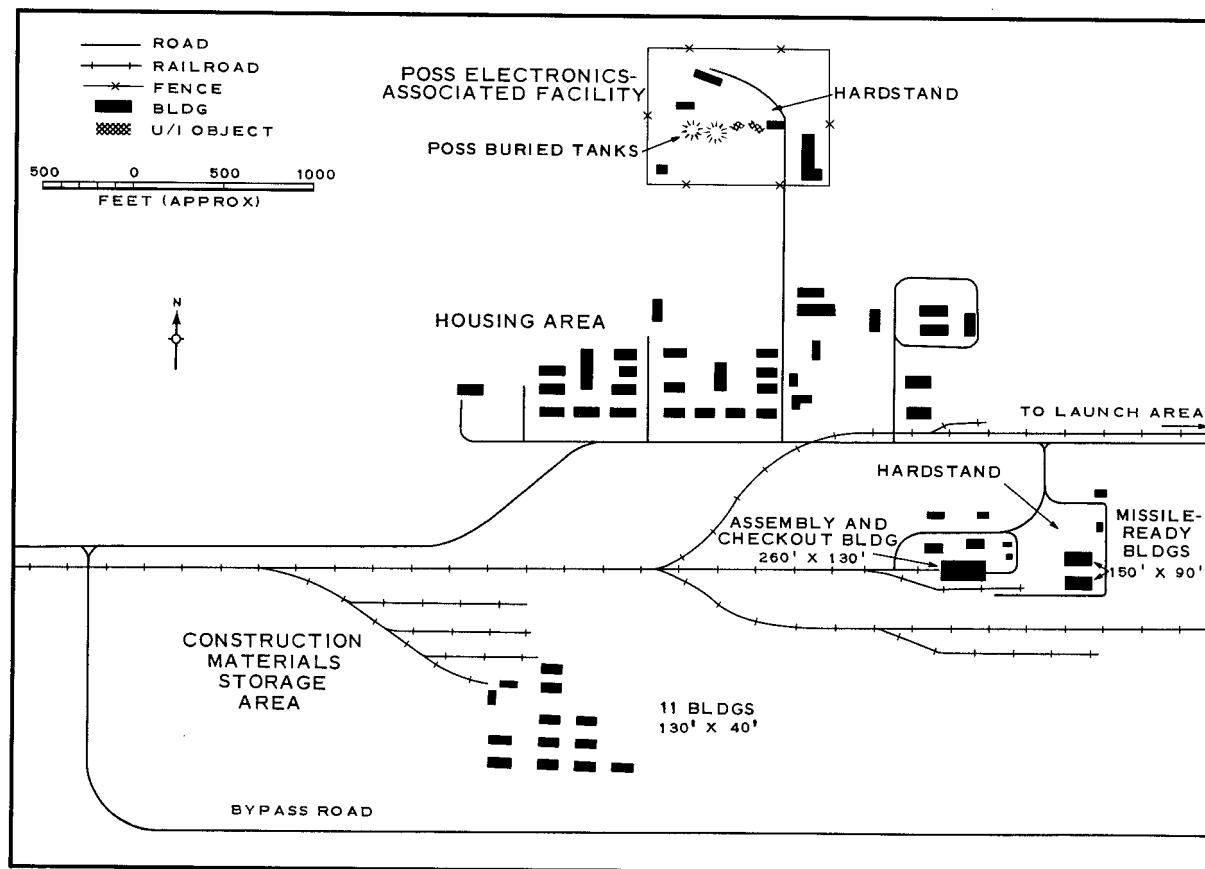 ROAD
RAILROAD
FENCE
BLDG
U/I OBJECT
500 0 500 1000
FEET (APPROX)
POSS ELECTRONICS-
ASSOCIATED FACILITY
HARDSTAND
POSS BURIED TANKS
N
HOUSING AREA
TO LAUNCH AREA
HARDSTAND
ASSEMBLY AND
CHECKOUT BLDG
260' X 130'
MISSILE-
READY
BLDGS
150' X 90'
CONSTRUCTION
MATERIALS
STORAGE
AREA
11 BLDGS
130' X 40'
BYPASS ROAD